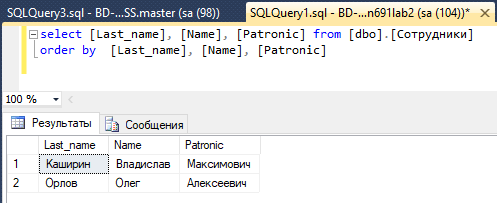 SQLQuery3.sql - BD-...SS.master (sa (98)) SQLQuery1.sql - BD-...n691lab2 (sa (104))*
select [Last_name], [Name], [Patronic] from [dbo].[Сотрудники]
order by [Last_name], [Name], [Patronic]
100 %
Результаты Сообщения
Last_name Name Patronic
1 Каширин Владислав Максимович
2 Орлов Олег Алексеевич